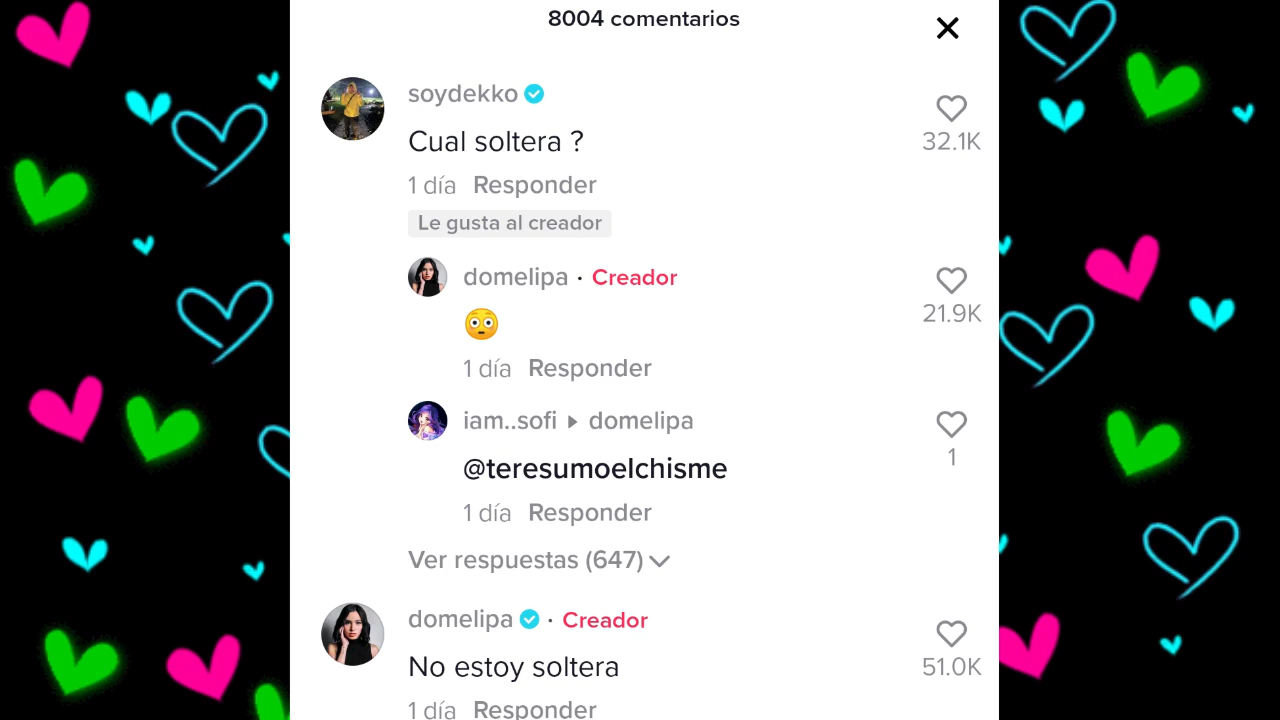 8004 comentarios
soydekko
Cual soltera ?
32.1K
1 día Responder
Le gusta al creador
domelipa · Creador
😳
21.9K
1 día Responder
iam..sofi ▸ domelipa
@teresumoelchisme
1
1 día Responder
Ver respuestas (647)
domelipa · Creador
No estoy soltera
51.0K
1 día Responder